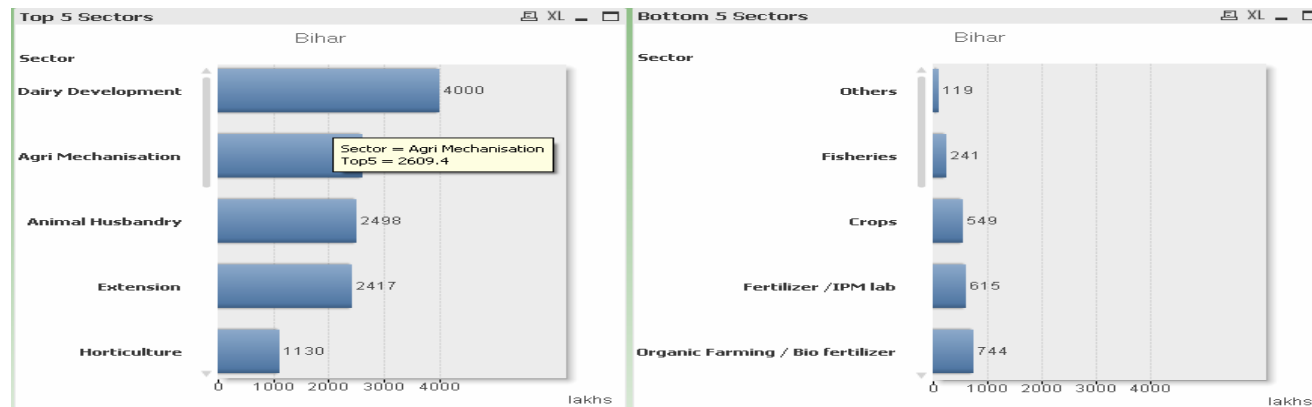 Top 5 Sectors XL
Bihar
Sector
Dairy Development 4000
Agri Mechanisation
Sector = Agri Mechanisation
Top5 = 2609.4
Animal Husbandry 2498
Extension 2417
Horticulture 1130
0 1000 2000 3000 4000
lakhs
Bottom 5 Sectors XL
Bihar
Sector
Others 119
Fisheries 241
Crops 549
Fertilizer /IPM lab 615
Organic Farming / Bio fertilizer 744
0 1000 2000 3000 4000
lakhs